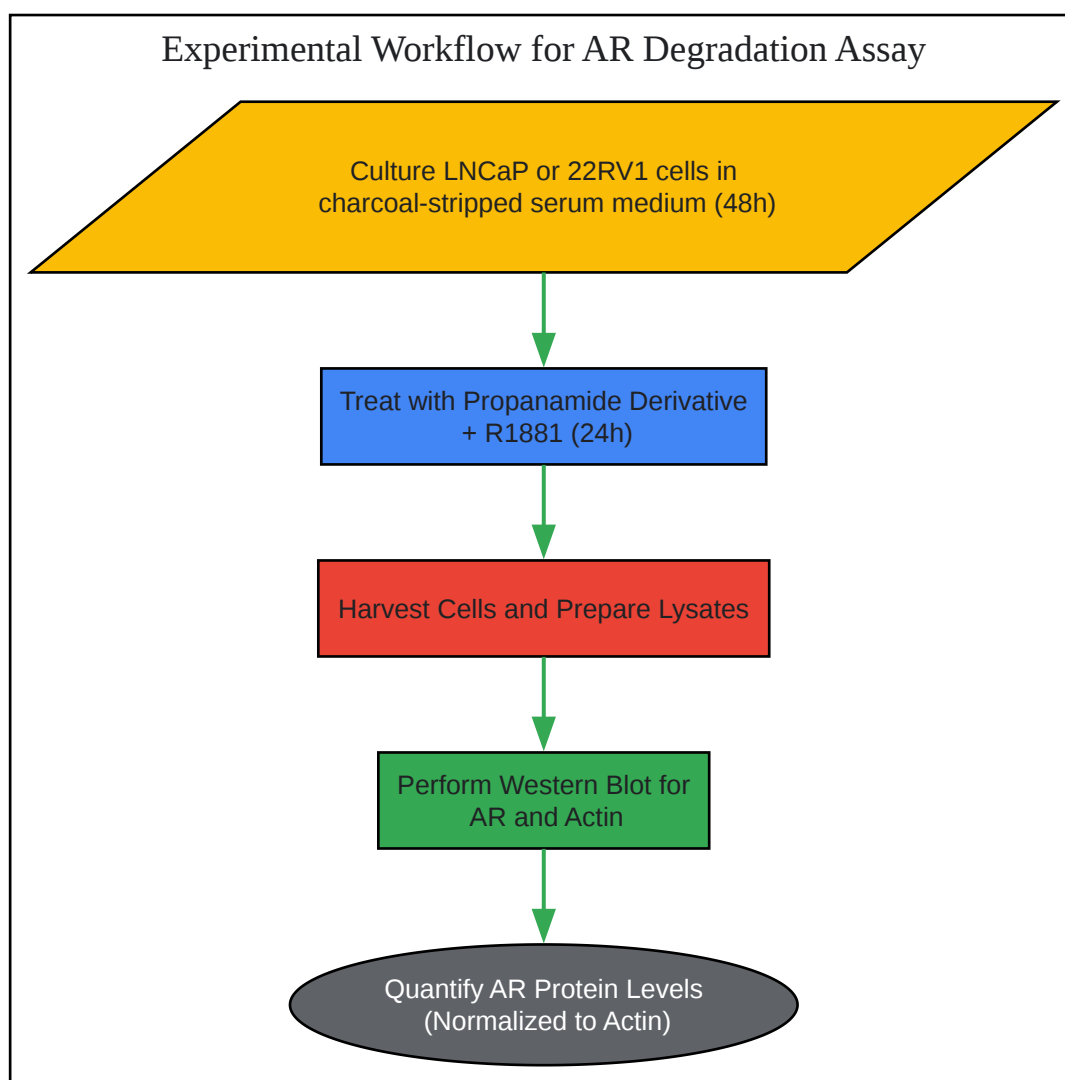 Experimental Workflow for AR Degradation Assay
Culture LNCaP or 22RV1 cells in
charcoal-stripped serum medium (48h)
Treat with Propanamide Derivative
+ R1881 (24h)
Harvest Cells and Prepare Lysates
Perform Western Blot for
AR and Actin
Quantify AR Protein Levels
(Normalized to Actin)